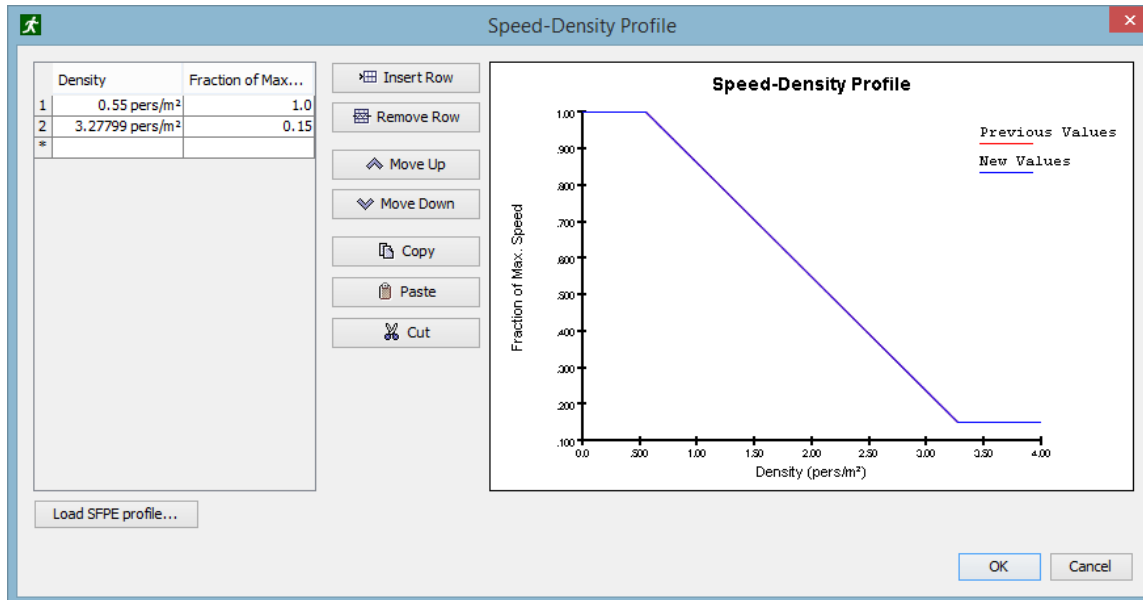 Speed-Density Profile
Density Fraction of Max...
1 0.55 pers/m² 1.0
2 3.27799 pers/m² 0.15
*
Insert Row
Remove Row
Move Up
Move Down
Copy
Paste
Cut
Load SFPE profile...
Speed-Density Profile
Previous Values
New Values
Fraction of Max. Speed
1.00
.900
.800
.700
.600
.500
.400
.300
.200
.100
0.0 .500 1.00 1.50 2.00 2.50 3.00 3.50 4.00
Density (pers/m²)
OK Cancel